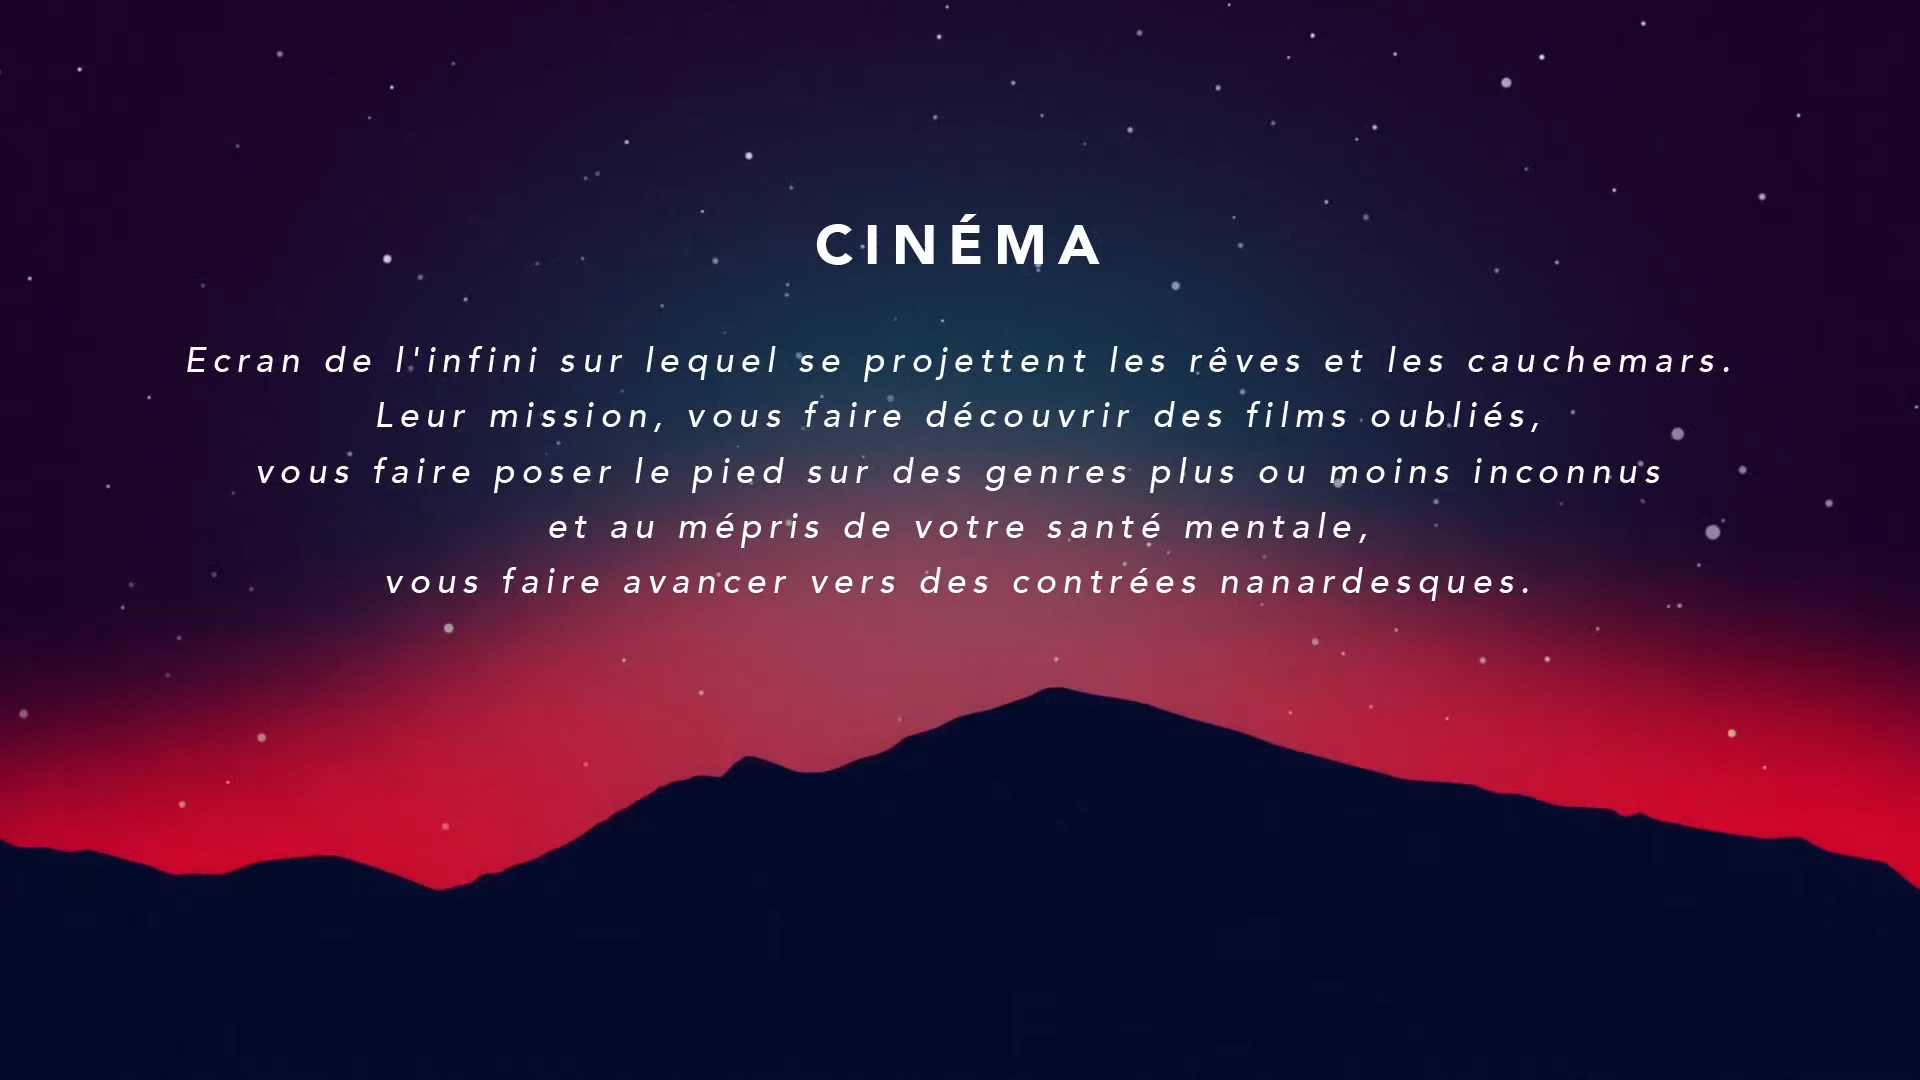 CINÉMA
Ecran de l'infini sur lequel se projettent les rêves et les cauchemars.
Leur mission, vous faire découvrir des films oubliés,
vous faire poser le pied sur des genres plus ou moins inconnus
et au mépris de votre santé mentale,
vous faire avancer vers des contrées nanardesques.